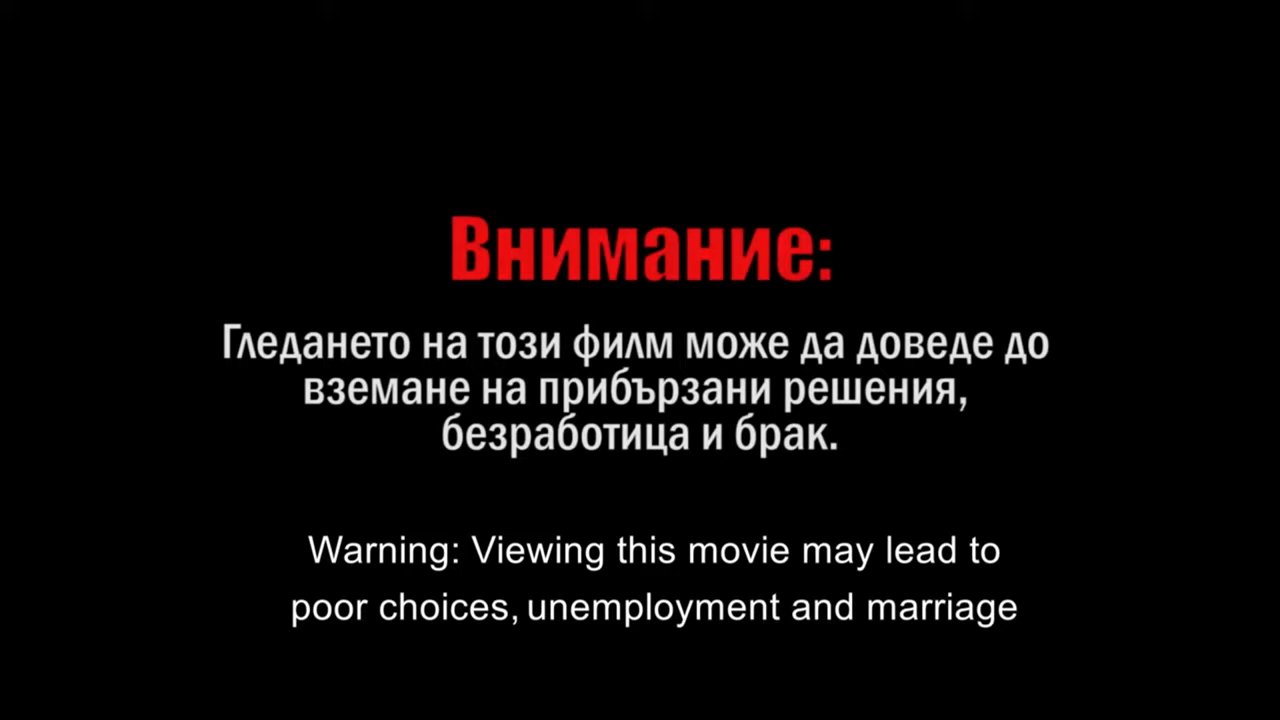 Внимание:
Гледането на този филм може да доведе до
вземане на прибързани решения,
безработица и брак.
Warning: Viewing this movie may lead to
poor choices, unemployment and marriage